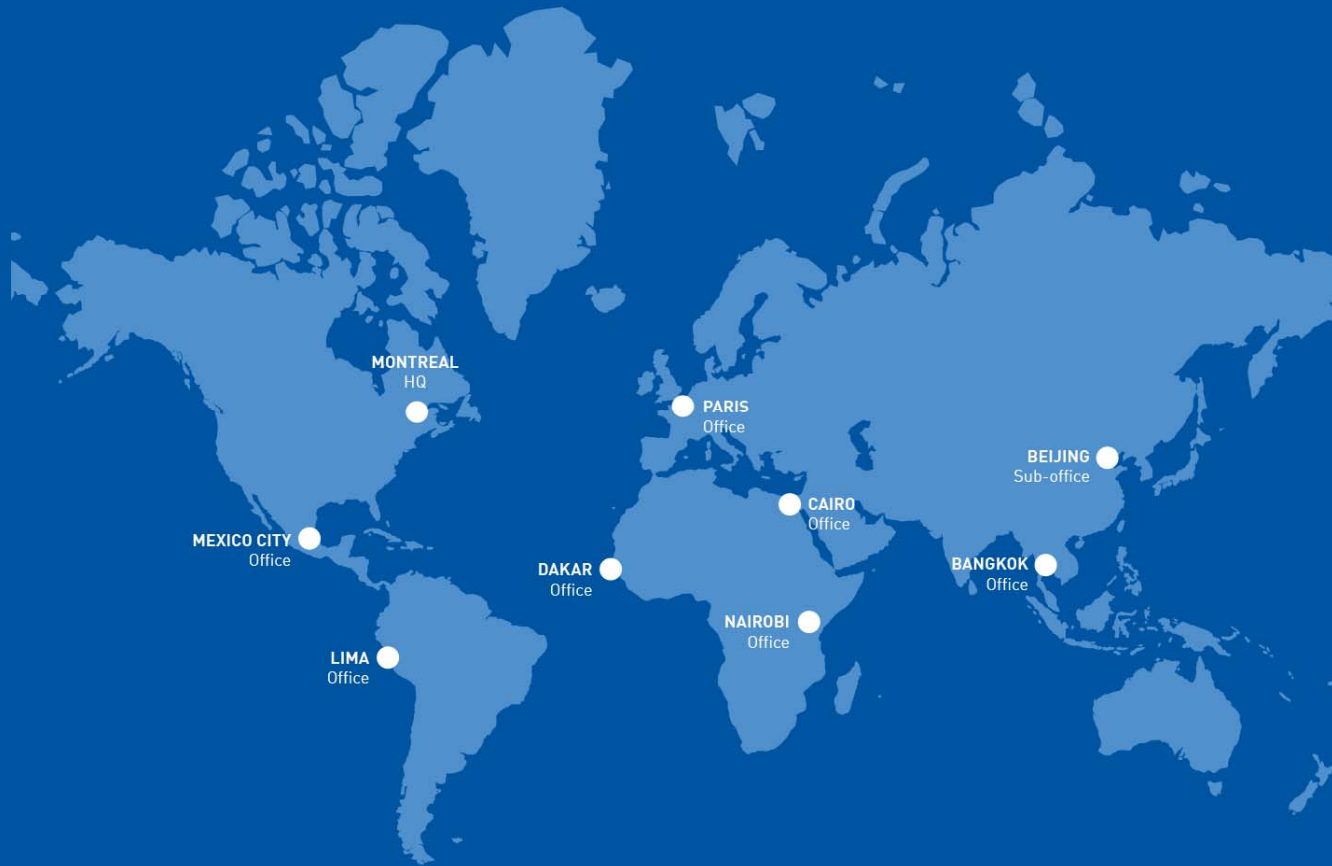 MONTREAL
HQ
PARIS
Office
BEIJING
Sub-office
CAIRO
Office
MEXICO CITY
Office
DAKAR
Office
BANGKOK
Office
NAIROBI
Office
LIMA
Office